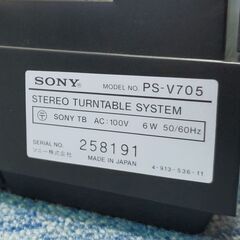 SONY® MODEL NO. PS-V705
STEREO TURNTABLE SYSTEM
SONY TB AC: 100V 6W 50/60Hz
SERIAL NO. 258191
ソニー株式会社 MADE IN JAPAN
4-913-536-11